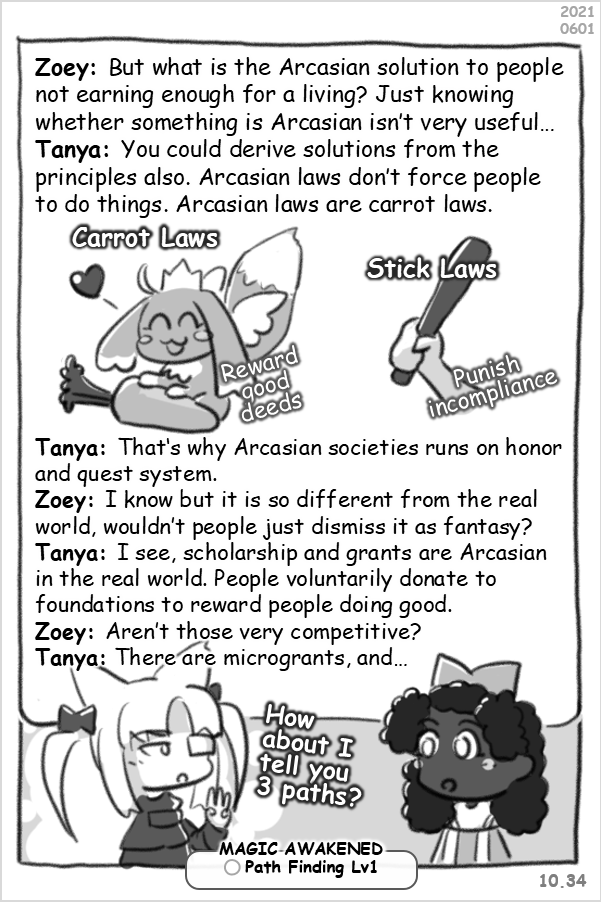 2021
0601
Zoey: But what is the Arcasian solution to people
not earning enough for a living? Just knowing
whether something is Arcasian isn't very useful...
Tanya: You could derive solutions from the
principles also. Arcasian laws don't force people
to do things. Arcasian laws are carrot laws.
Carrot Laws
Reward
good
deeds
Stick Laws
Punish
incompliance
Tanya: That's why Arcasian societies runs on honor
and quest system.
Zoey: I know but it is so different from the real
world, wouldn't people just dismiss it as fantasy?
Tanya: I see, scholarship and grants are Arcasian
in the real world. People voluntarily donate to
foundations to reward people doing good.
Zoey: Aren't those very competitive?
Tanya: There are microgrants, and...
How
about I
tell you
3 paths?
MAGIC AWAKENED
Path Finding Lv1
10.34